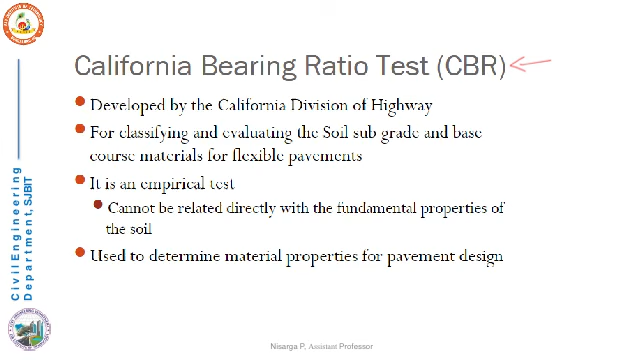 California Bearing Ratio Test (CBR)
Developed by the California Division of Highway
For classifying and evaluating the Soil sub grade and base
course materials for flexible pavements
It is an empirical test
Cannot be related directly with the fundamental properties of
the soil
Used to determine material properties for pavement design
Civil Engineering
Department, SJBIT
Nisarga P, Assistant Professor